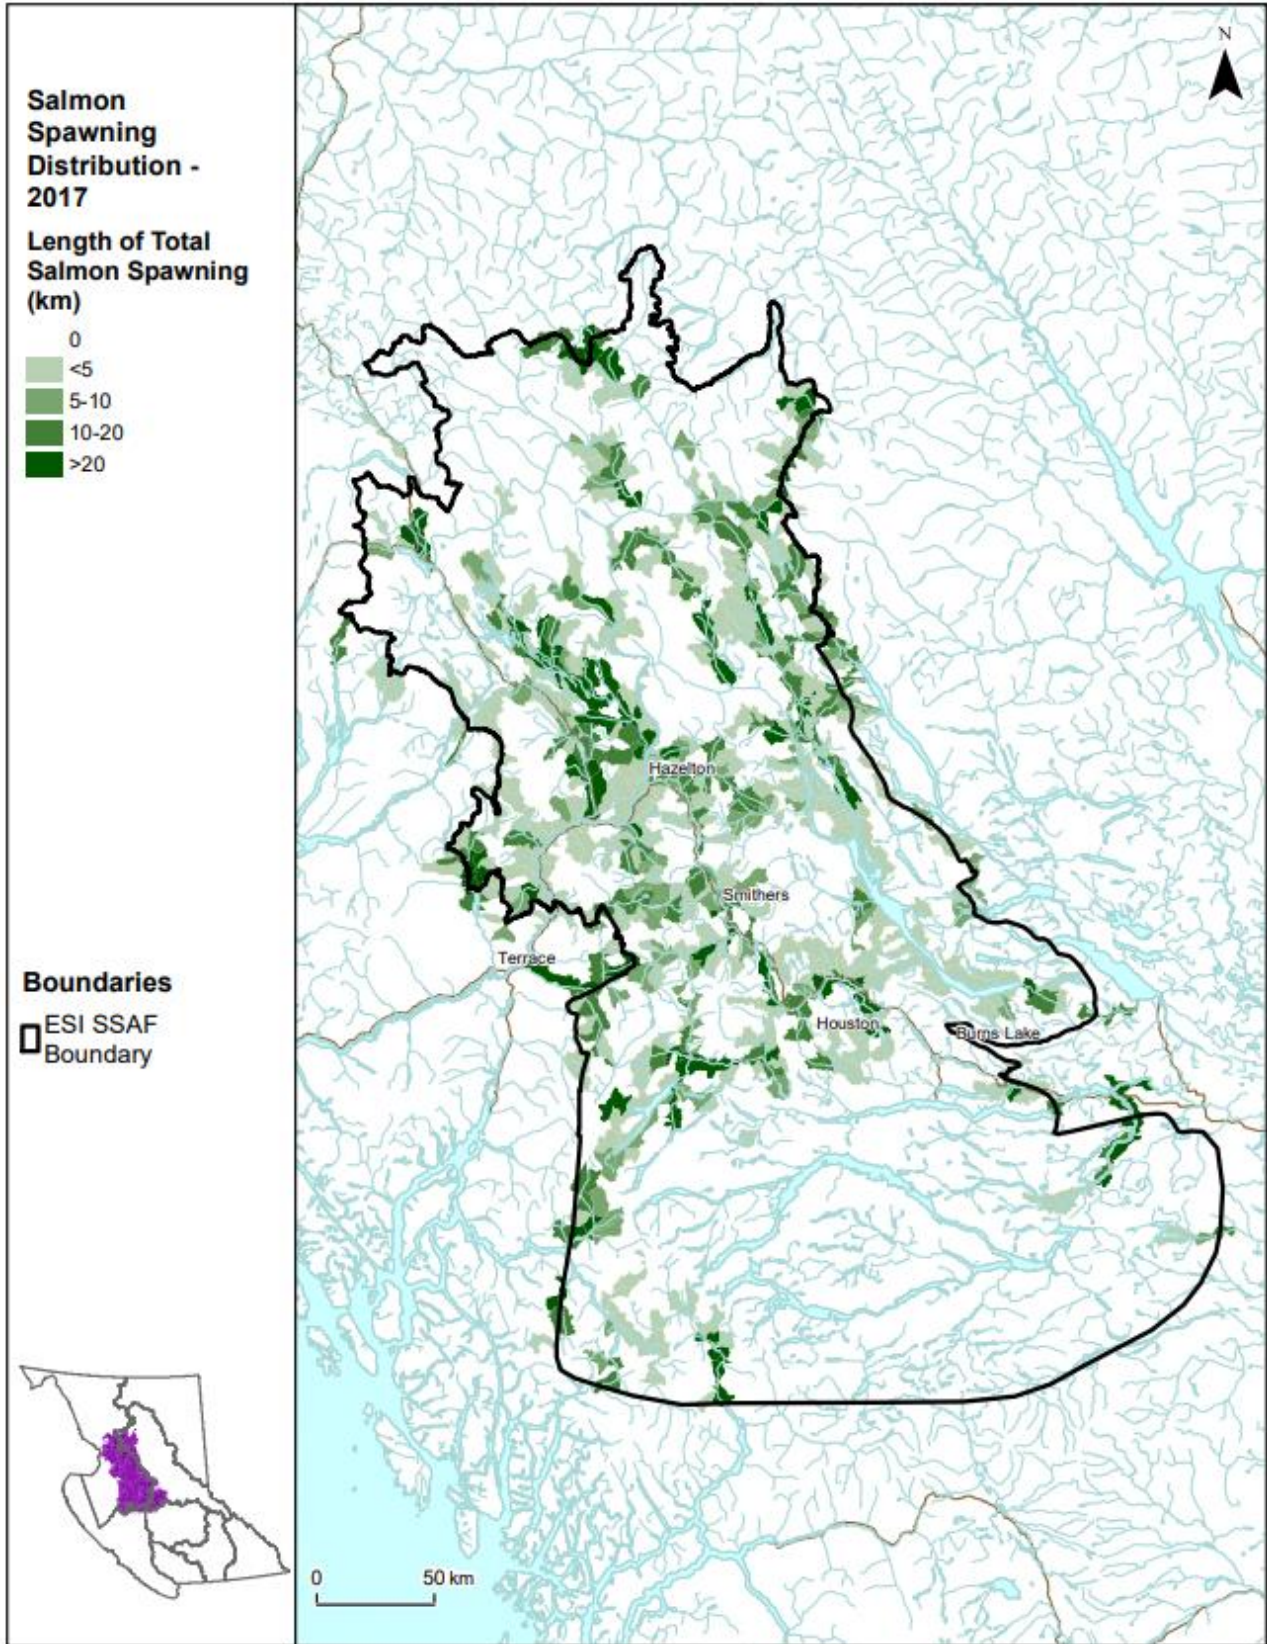 Salmon
Spawning
Distribution -
2017
Length of Total
Salmon Spawning
(km)
0
<5
5-10
10-20
>20
Boundaries
ESI SSAF
Boundary
N
Hazelton
Smithers
Terrace
Houston
Burns Lake
0 50 km